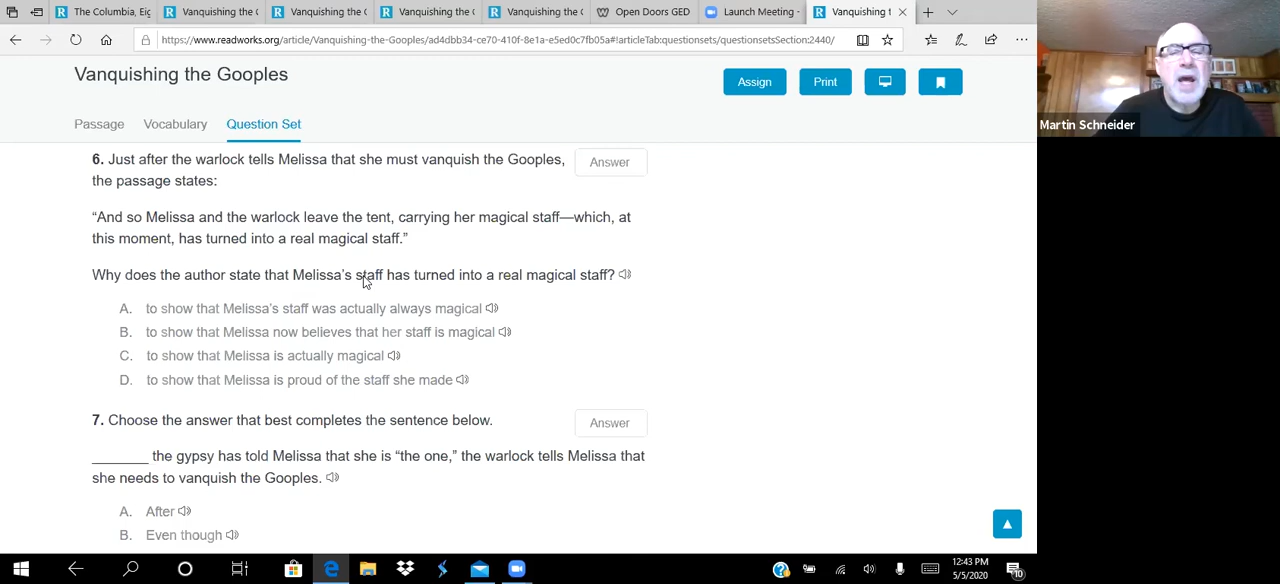 The Columbia, Eig
Vanquishing the (
Vanquishing the (
Vanquishing the (
Vanquishing the (
Open Doors GED
Launch Meeting -
Vanquishing t
https://www.readworks.org/article/Vanquishing-the-Gooples/ad4dbb34-ce70-410f-8e1a-e5ed0c7fb05a#!articleTab:questionsets/questionsetsSection:2440/
Vanquishing the Gooples
Assign
Print
Passage
Vocabulary
Question Set
Martin Schneider
6. Just after the warlock tells Melissa that she must vanquish the Gooples,
Answer
the passage states:
“And so Melissa and the warlock leave the tent, carrying her magical staff—which, at
this moment, has turned into a real magical staff.”
Why does the author state that Melissa’s staff has turned into a real magical staff?
A. to show that Melissa’s staff was actually always magical
B. to show that Melissa now believes that her staff is magical
C. to show that Melissa is actually magical
D. to show that Melissa is proud of the staff she made
7. Choose the answer that best completes the sentence below.
Answer
_______ the gypsy has told Melissa that she is “the one,” the warlock tells Melissa that
she needs to vanquish the Gooples.
A. After
B. Even though
12:43 PM
5/5/2020
10